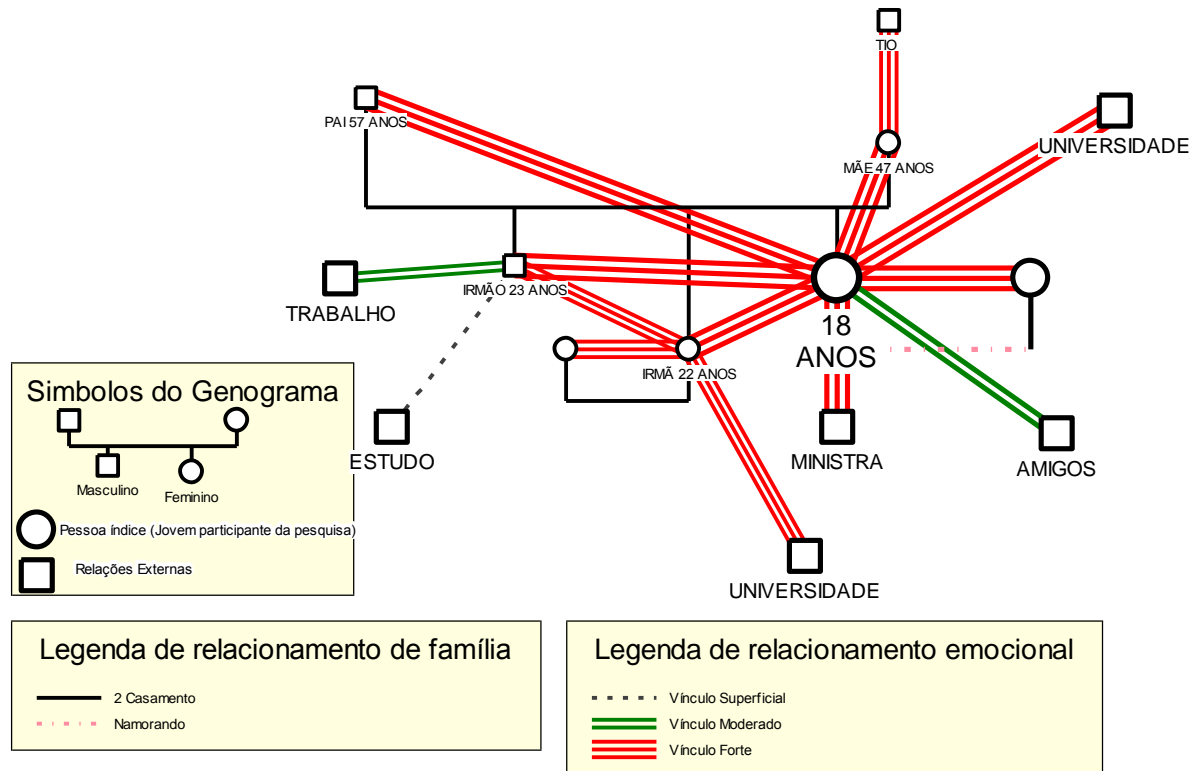 TIO
PAI 57 ANOS
UNIVERSIDADE
MÃE 47 ANOS
IRMÃO 23 ANOS
TRABALHO
18
ANOS
IRMÃ 22 ANOS
ESTUDO
MINISTRA
AMIGOS
UNIVERSIDADE
Simbolos do Genograma
Masculino
Feminino
Pessoa índice (Jovem participante da pesquisa)
Relações Externas
Legenda de relacionamento de família
2 Casamento
Namorando
Legenda de relacionamento emocional
Vínculo Superficial
Vínculo Moderado
Vínculo Forte